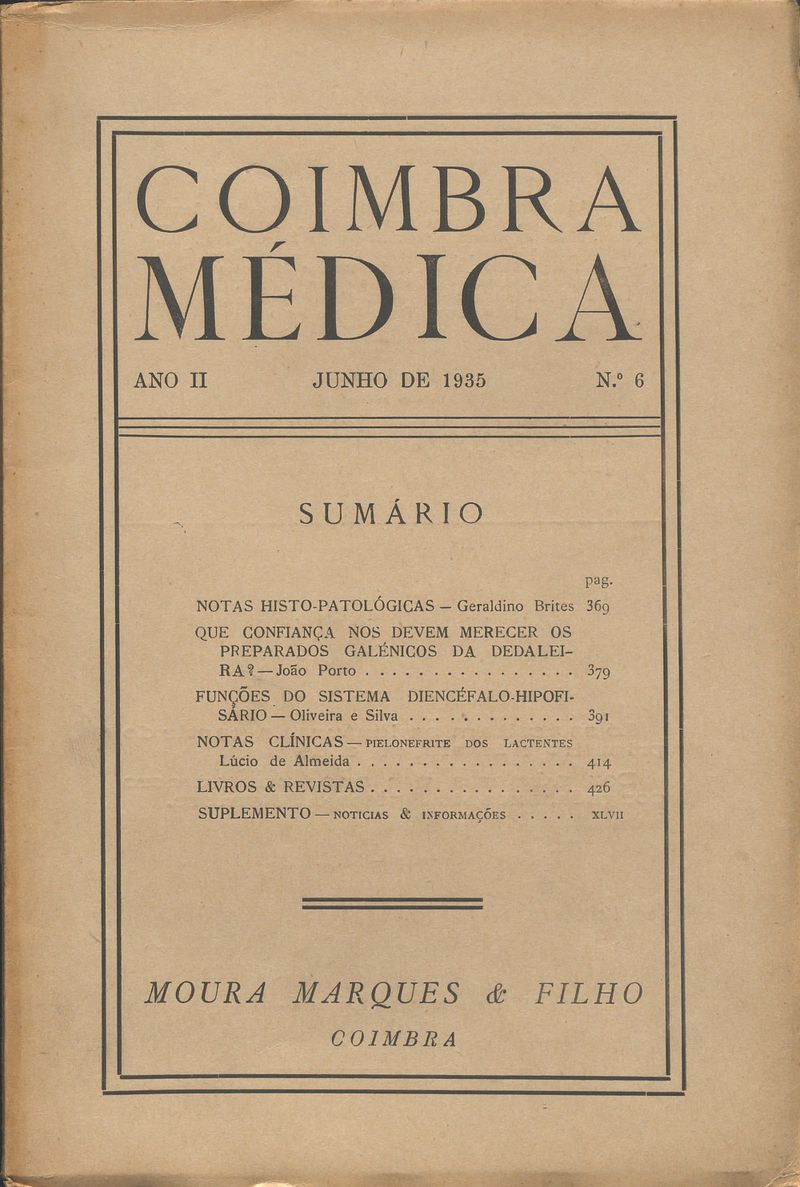 COIMBRA
MÉDICA
ANO II JUNHO DE 1935 N.º 6
SUMÁRIO
pag.
NOTAS HISTO-PATOLÓGICAS — Geraldino Brites 369
QUE CONFIANÇA NOS DEVEM MERECER OS
PREPARADOS GALÉNICOS DA DEDALEI-
RA? — João Porto . . . . . . . . . . . . . . . . 379
FUNÇÕES DO SISTEMA DIENCÉFALO-HIPOFI-
SÁRIO — Oliveira e Silva . . . . . . . . . . . . . 391
NOTAS CLÍNICAS — PIELONEFRITE DOS LACTENTES
Lúcio de Almeida . . . . . . . . . . . . . . . . . 414
LIVROS & REVISTAS . . . . . . . . . . . . . . . . 426
SUPLEMENTO — NOTICIAS & INFORMAÇÕES . . . . . XLVII
MOURA MARQUES & FILHO
COIMBRA